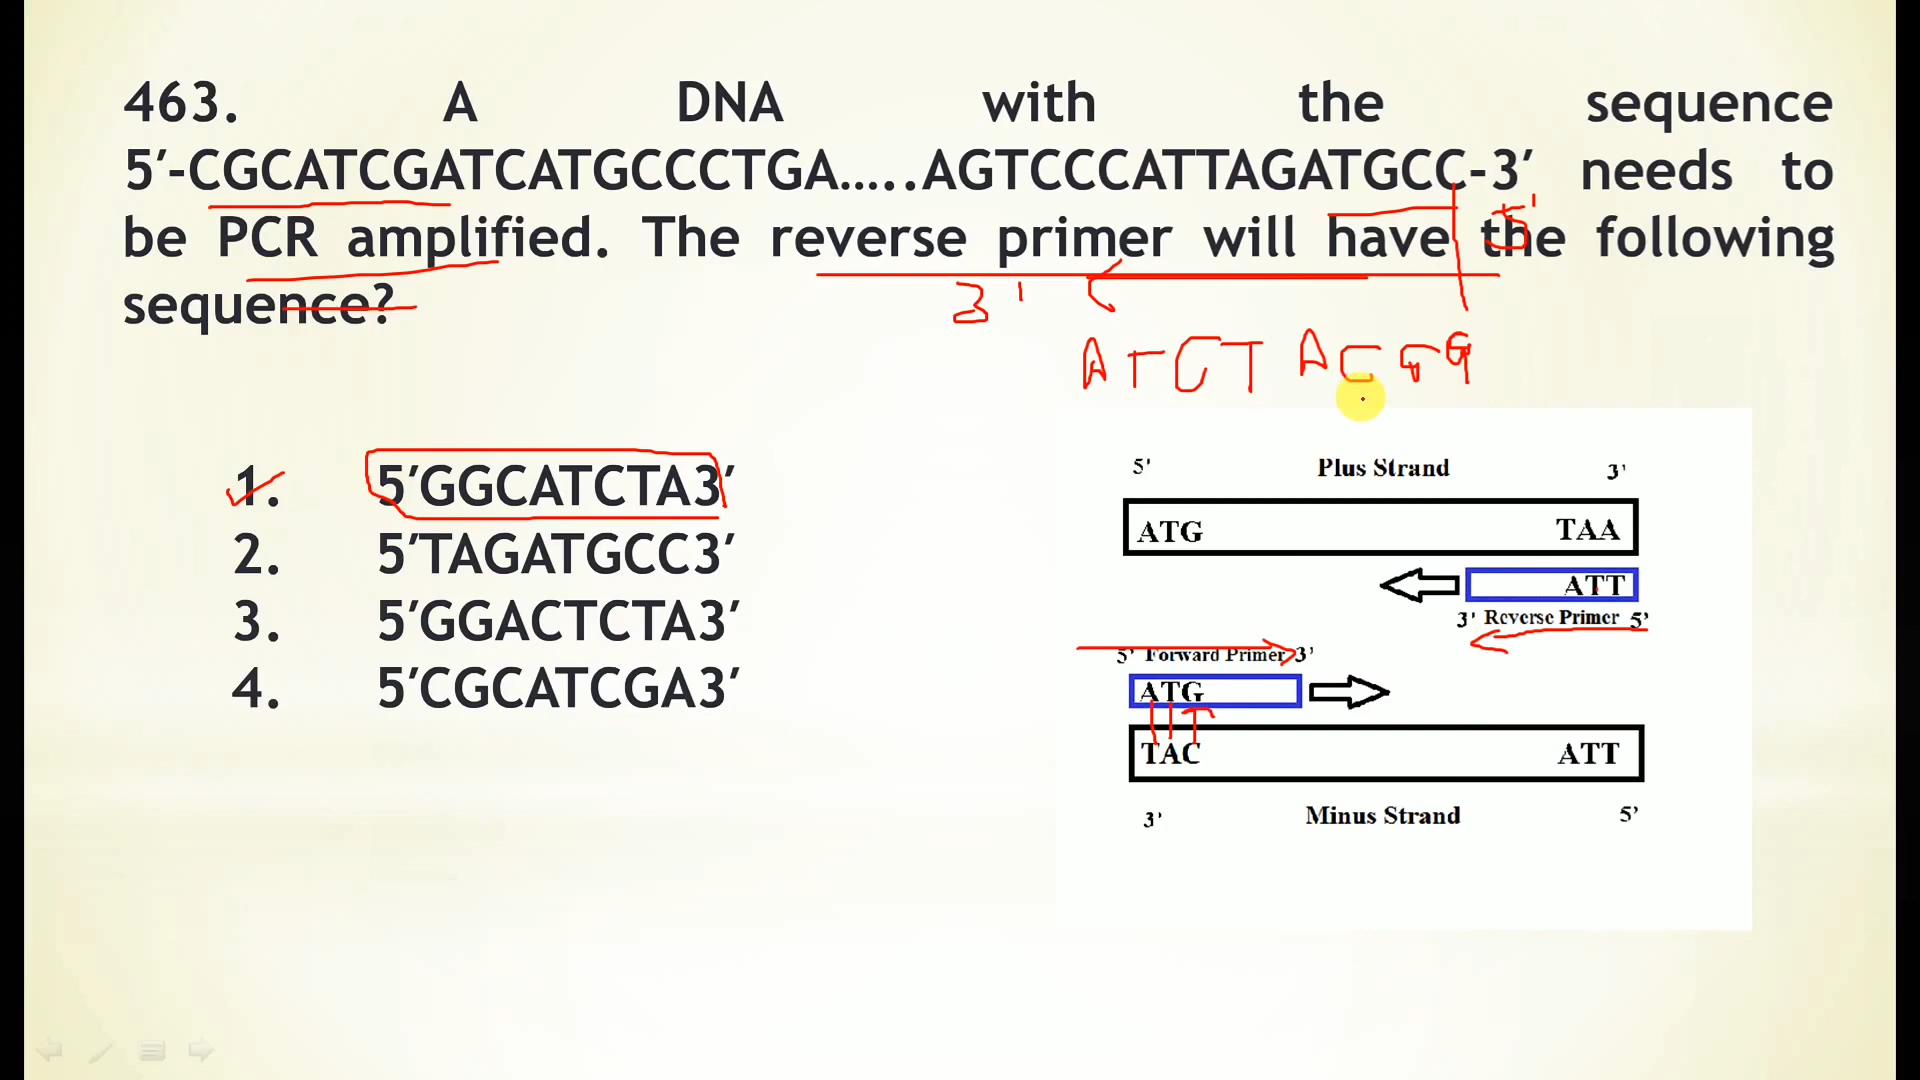 463. A DNA with the sequence
5′-CGCATCGATCATGCCCTGA…..AGTCCCATTAGATGCC-3′ needs to
be PCR amplified. The reverse primer will have the following
sequence?
5'
3'
A T C T A C G G
1. 5′GGCATCTA3′
2. 5′TAGATGCC3′
3. 5′GGACTCTA3′
4. 5′CGCATCGA3′
5' Plus Strand 3'
ATG TAA
ATT
3' Reverse Primer 5'
5' Forward Primer 3'
ATG
TAC ATT
3' Minus Strand 5'